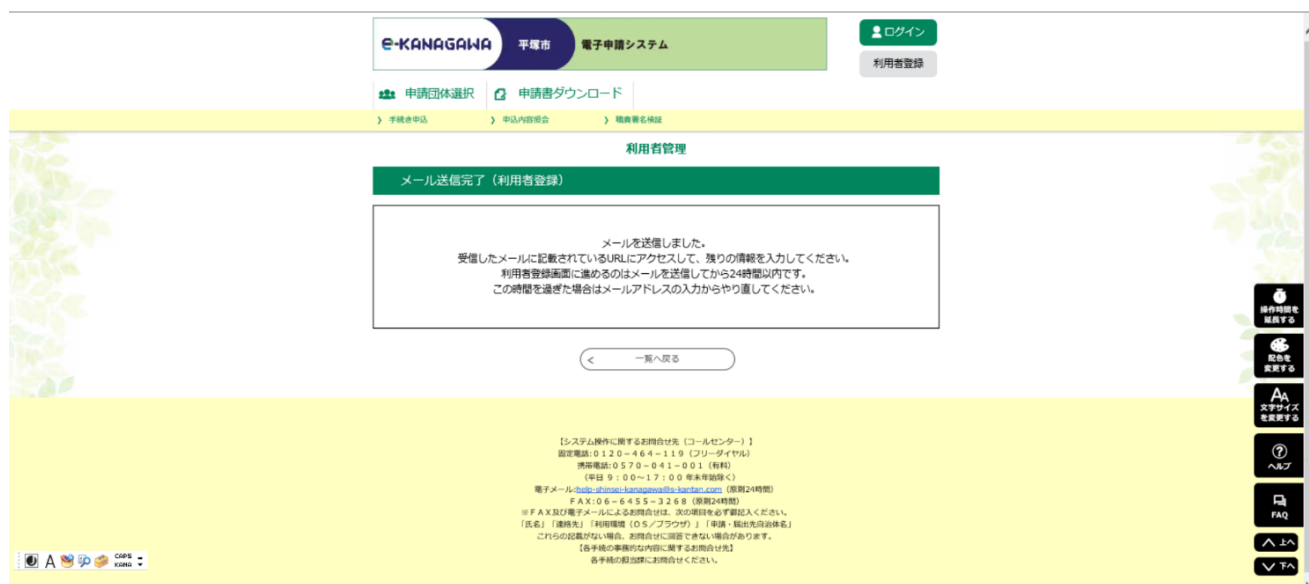 e-KANAGAWA 平塚市 電子申請システム
ログイン
利用者登録
申請団体選択 申請書ダウンロード
手続き申込 申込内容照会 職責署名検証
利用者管理
メール送信完了（利用者登録）
メールを送信しました。
受信したメールに記載されているURLにアクセスして、残りの情報を入力してください。
利用者登録画面に進めるのはメールを送信してから24時間以内です。
この時間を過ぎた場合はメールアドレスの入力からやり直してください。
一覧へ戻る
操作時間を
延長する
配色を
変更する
文字サイズ
を変更する
ヘルプ
FAQ
上へ
下へ
【システム操作に関するお問合せ先（コールセンター）】
固定電話:0120－464－119（フリーダイヤル）
携帯電話:0570－041－001（有料）
（平日 9：00～17：00 年末年始除く）
電子メール:help-shinsei-kanagawa@s-kantan.com（原則24時間）
FAX:06－6455－3268（原則24時間）
※FAX及び電子メールによるお問合せは、次の項目を必ず御記入ください。
「氏名」「連絡先」「利用環境（OS／ブラウザ）」「申請・届出先自治体名」
これらの記載がない場合、お問合せに回答できない場合があります。
【各手続の事務的な内容に関するお問合せ先】
各手続の担当課にお問合せください。
A CAPS
KANA